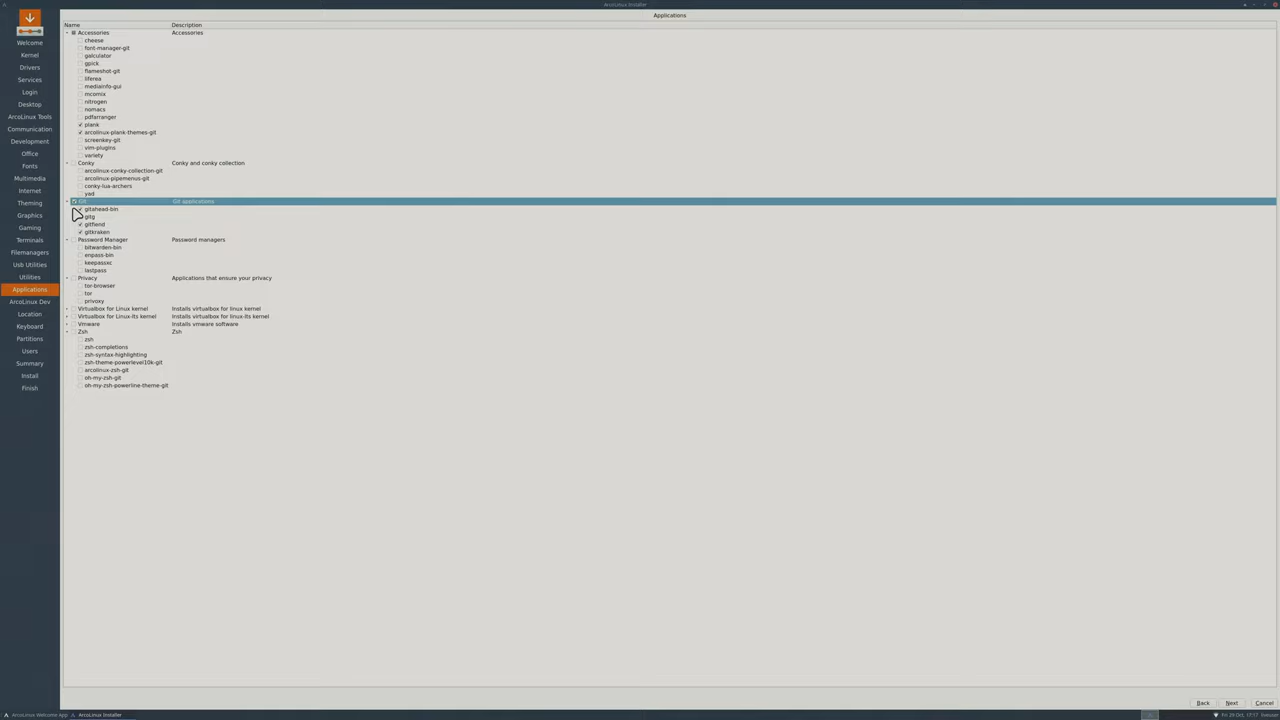 ArcoLinux Installer
Applications
Welcome
Kernel
Drivers
Services
Login
Desktop
ArcoLinux Tools
Communication
Development
Office
Fonts
Multimedia
Internet
Theming
Graphics
Gaming
Terminals
Filemanagers
Usb Utilities
Utilities
Applications
ArcoLinux Dev
Location
Keyboard
Partitions
Users
Summary
Install
Finish
Name Description
Accessories Accessories
cheese
font-manager-git
galculator
gpick
flameshot-git
liferea
mediainfo-gui
mcomix
nitrogen
nomacs
pdfarranger
plank
arcolinux-plank-themes-git
screenkey-git
vim-plugins
variety
Conky Conky and conky collection
arcolinux-conky-collection-git
arcolinux-pipemenus-git
conky-lua-archers
yad
Git Git applications
gitahead-bin
gitg
gitfiend
gitkraken
Password Manager Password managers
bitwarden-bin
enpass-bin
keepassxc
lastpass
Privacy Applications that ensure your privacy
tor-browser
tor
privoxy
Virtualbox for Linux kernel Installs virtualbox for linux kernel
Virtualbox for Linux-lts kernel Installs virtualbox for linux-lts kernel
Vmware Installs vmware software
Zsh Zsh
zsh
zsh-completions
zsh-syntax-highlighting
zsh-theme-powerlevel10k-git
arcolinux-zsh-git
oh-my-zsh-git
oh-my-zsh-powerline-theme-git
Back Next Cancel
ArcoLinux Welcome App ArcoLinux Installer